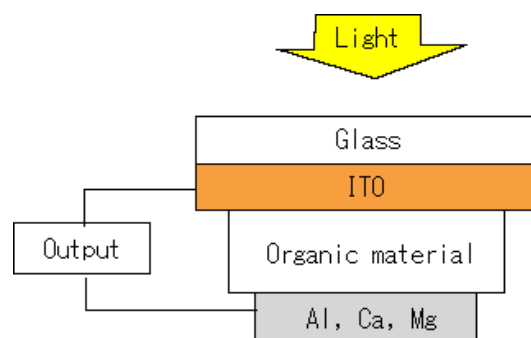 Light
Glass
ITO
Output
Organic material
Al, Ca, Mg